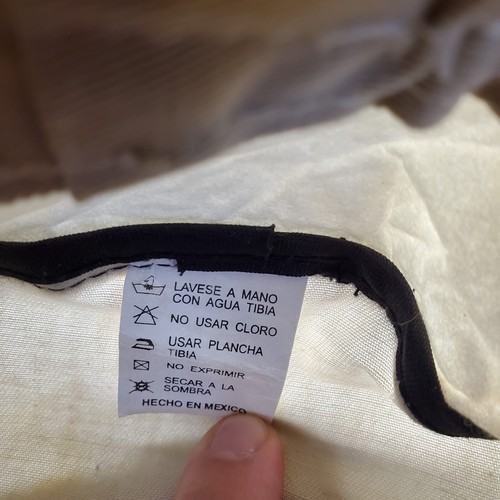 LAVESE A MANO
CON AGUA TIBIA
NO USAR CLORO
USAR PLANCHA
TIBIA
NO EXPRIMIR
SECAR A LA
SOMBRA
HECHO EN MEXICO